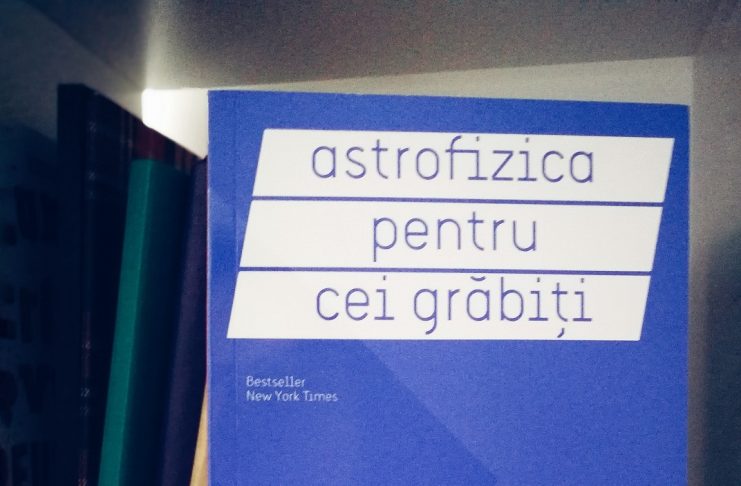 astrofizica
pentru
cei grăbiți
Bestseller
New York Times